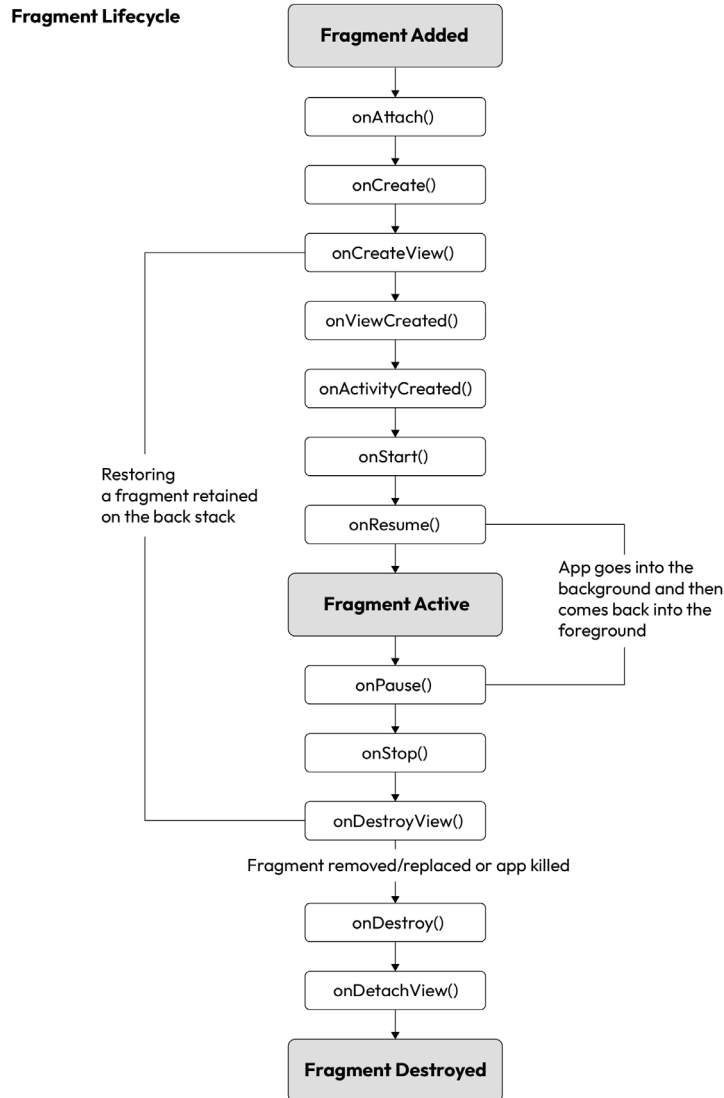 Fragment Lifecycle
Fragment Added
onAttach()
onCreate()
onCreateView()
onViewCreated()
onActivityCreated()
onStart()
Restoring
a fragment retained
on the back stack
onResume()
App goes into the
background and then
comes back into the
foreground
Fragment Active
onPause()
onStop()
onDestroyView()
Fragment removed/replaced or app killed
onDestroy()
onDetachView()
Fragment Destroyed